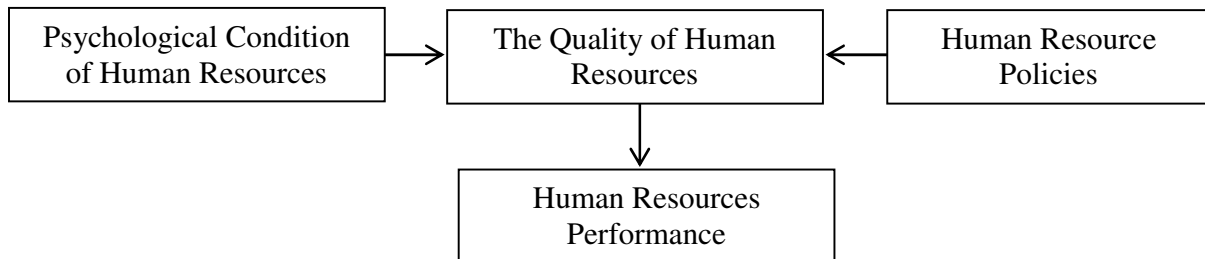 Psychological Condition
of Human Resources
The Quality of Human
Resources
Human Resource
Policies
Human Resources
Performance